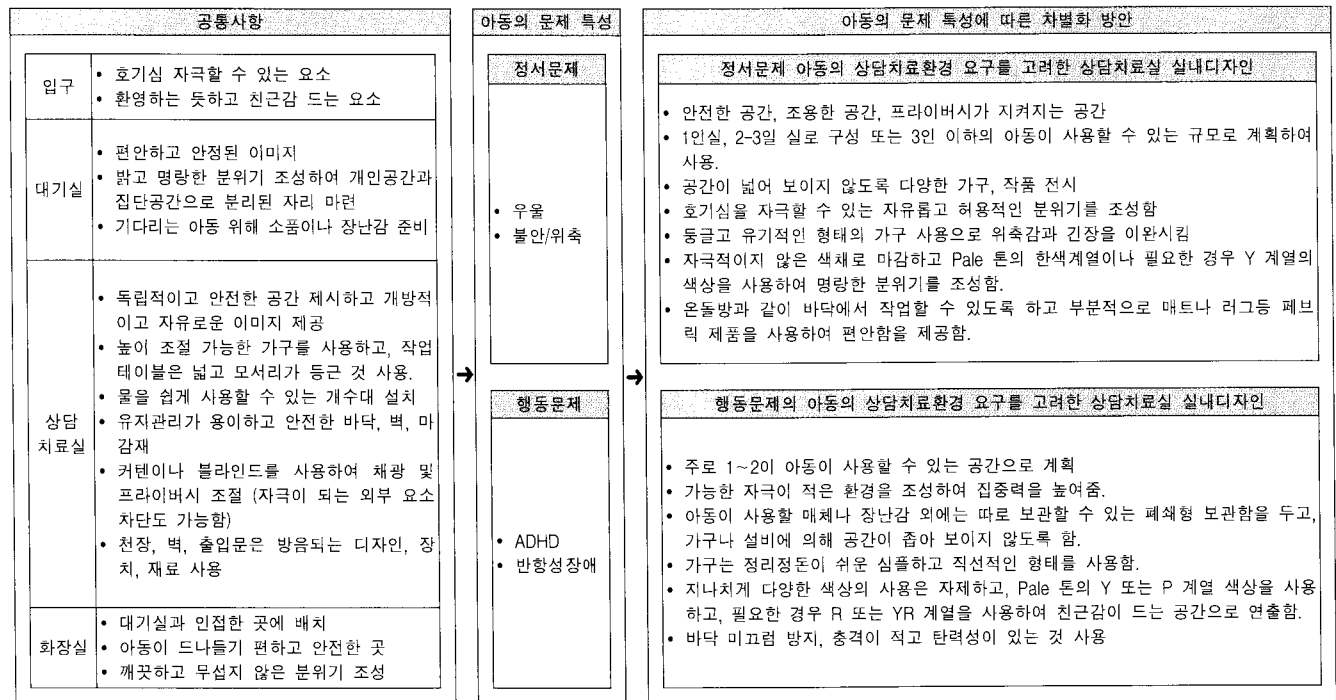 공통사항
입구
• 호기심 자극할 수 있는 요소
• 환영하는 듯하고 친근감 드는 요소
대기실
• 편안하고 안정된 이미지
• 밝고 명랑한 분위기 조성하여 개인공간과
집단공간으로 분리된 자리 마련
• 기다리는 아동 위해 소품이나 장난감 준비
상담
치료실
• 독립적이고 안전한 공간 제시하고 개방적
이고 자유로운 이미지 제공
• 높이 조절 가능한 가구를 사용하고, 작업
테이블은 넓고 모서리가 둥근 것 사용.
• 물을 쉽게 사용할 수 있는 개수대 설치
• 유지관리가 용이하고 안전한 바닥, 벽, 마
감재
• 커텐이나 블라인드를 사용하여 채광 및
프라이버시 조절 (자극이 되는 외부 요소
차단도 가능함)
• 천장, 벽, 출입문은 방음되는 디자인, 장
치, 재료 사용
화장실
• 대기실과 인접한 곳에 배치
• 아동이 드나들기 편하고 안전한 곳
• 깨끗하고 무섭지 않은 분위기 조성
➜
아동의 문제 특성
정서문제
• 우울
• 불안/위축
행동문제
• ADHD
• 반항성장애
➜
아동의 문제 특성에 따른 차별화 방안
정서문제 아동의 상담치료환경 요구를 고려한 상담치료실 실내디자인
• 안전한 공간, 조용한 공간, 프라이버시가 지켜지는 공간
• 1인실, 2-3일 실로 구성 또는 3인 이하의 아동이 사용할 수 있는 규모로 계획하여
사용.
• 공간이 넓어 보이지 않도록 다양한 가구, 작품 전시
• 호기심을 자극할 수 있는 자유롭고 허용적인 분위기를 조성함
• 둥글고 유기적인 형태의 가구 사용으로 위축감과 긴장을 이완시킴
• 자극적이지 않은 색채로 마감하고 Pale 톤의 한색계열이나 필요한 경우 Y 계열의
색상을 사용하여 명랑한 분위기를 조성함.
• 온돌방과 같이 바닥에서 작업할 수 있도록 하고 부분적으로 매트나 러그등 페브
릭 제품을 사용하여 편안함을 제공함.
행동문제의 아동의 상담치료환경 요구를 고려한 상담치료실 실내디자인
• 주로 1~2이 아동이 사용할 수 있는 공간으로 계획
• 가능한 자극이 적은 환경을 조성하여 집중력을 높여줌.
• 아동이 사용할 매체나 장난감 외에는 따로 보관할 수 있는 폐쇄형 보관함을 두고,
가구나 설비에 의해 공간이 좁아 보이지 않도록 함.
• 가구는 정리정돈이 쉬운 심플하고 직선적인 형태를 사용함.
• 지나치게 다양한 색상의 사용은 자제하고, Pale 톤의 Y 또는 P 계열 색상을 사용
하고, 필요한 경우 R 또는 YR 계열을 사용하여 친근감이 드는 공간으로 연출함.
• 바닥 미끄럼 방지, 충격이 적고 탄력성이 있는 것 사용